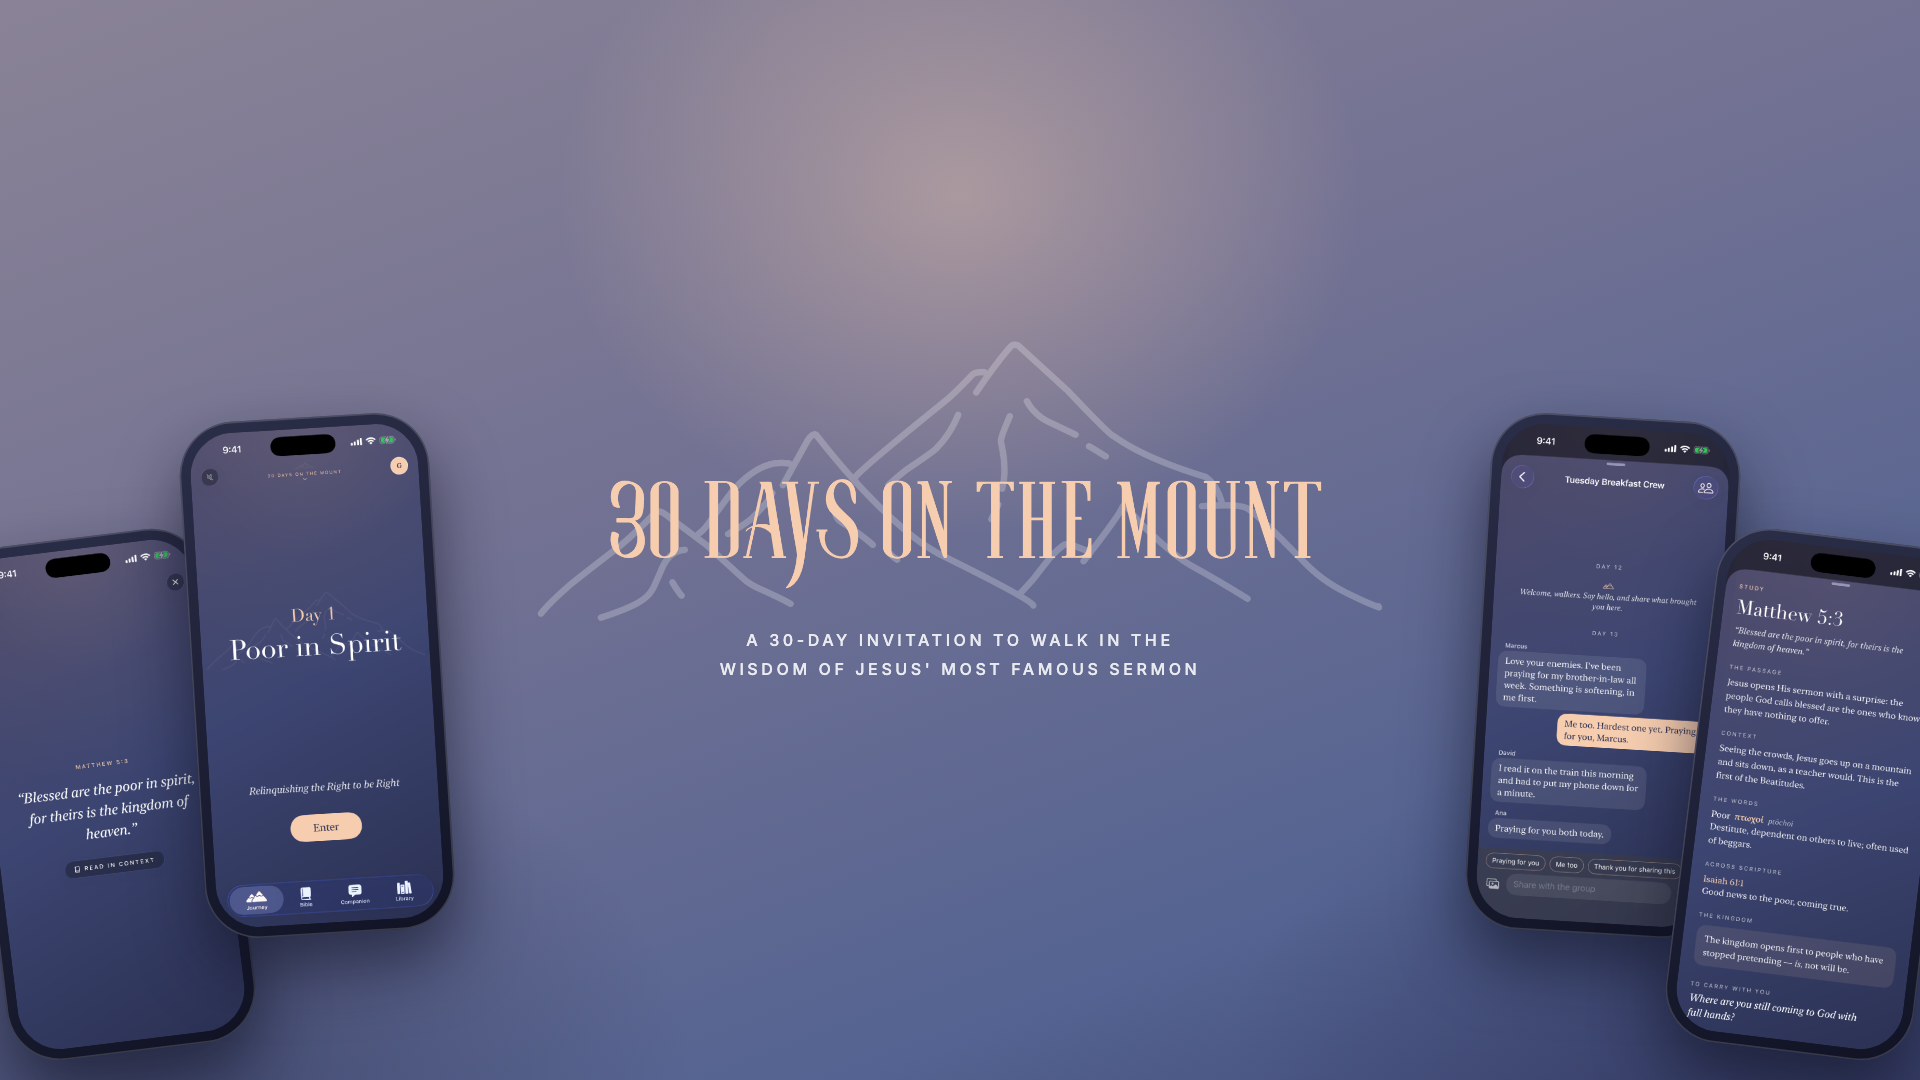 30 DAYS ON THE MOUNT
A 30-DAY INVITATION TO WALK IN THE
WISDOM OF JESUS' MOST FAMOUS SERMON
9:41
MATTHEW 5:3
“Blessed are the poor in spirit,
for theirs is the kingdom of
heaven.”
READ IN CONTEXT
9:41
30 DAYS ON THE MOUNT
G
Day 1
Poor in Spirit
Relinquishing the Right to be Right
Enter
Journey
Bible
Companion
Library
9:41
Tuesday Breakfast Crew
DAY 12
Welcome, walkers. Say hello, and share what brought
you here.
DAY 13
Marcus
Love your enemies. I've been
praying for my brother-in-law all
week. Something is softening, in
me first.
Me too. Hardest one yet. Praying
for you, Marcus.
David
I read it on the train this morning
and had to put my phone down for
a minute.
Ana
Praying for you both today.
Praying for you
Me too
Thank you for sharing this
Share with the group
9:41
STUDY
Matthew 5:3
“Blessed are the poor in spirit, for theirs is the
kingdom of heaven.”
THE PASSAGE
Jesus opens His sermon with a surprise: the
people God calls blessed are the ones who know
they have nothing to offer.
CONTEXT
Seeing the crowds, Jesus goes up on a mountain
and sits down, as a teacher would. This is the
first of the Beatitudes.
THE WORDS
Poor πτωχοί ptōchoi
Destitute, dependent on others to live; often used
of beggars.
ACROSS SCRIPTURE
Isaiah 61:1
Good news to the poor, coming true.
THE KINGDOM
The kingdom opens first to people who have
stopped pretending — is, not will be.
TO CARRY WITH YOU
Where are you still coming to God with
full hands?